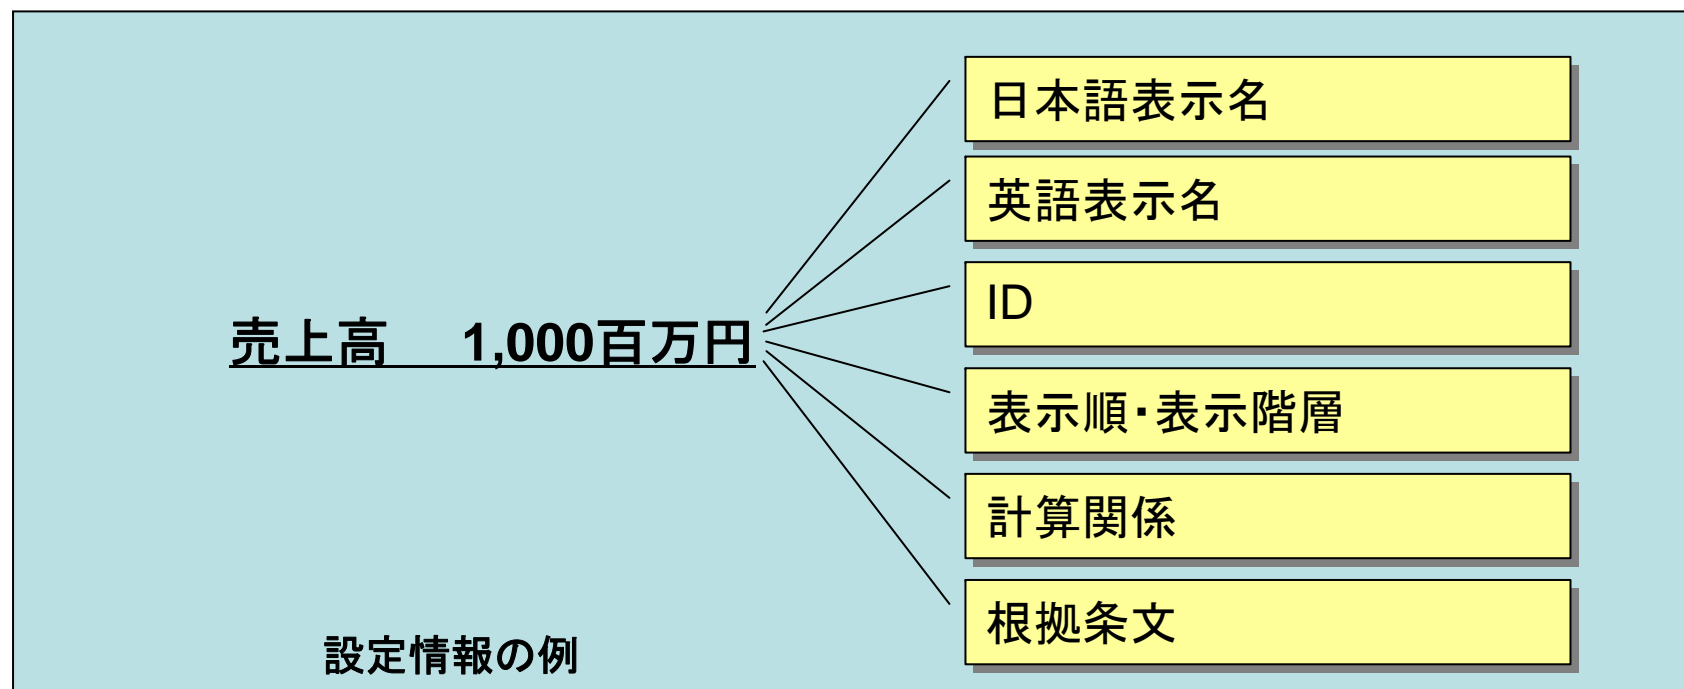 日本語表示名
英語表示名
ID
売上高　1,000百万円
表示順・表示階層
計算関係
根拠条文
設定情報の例